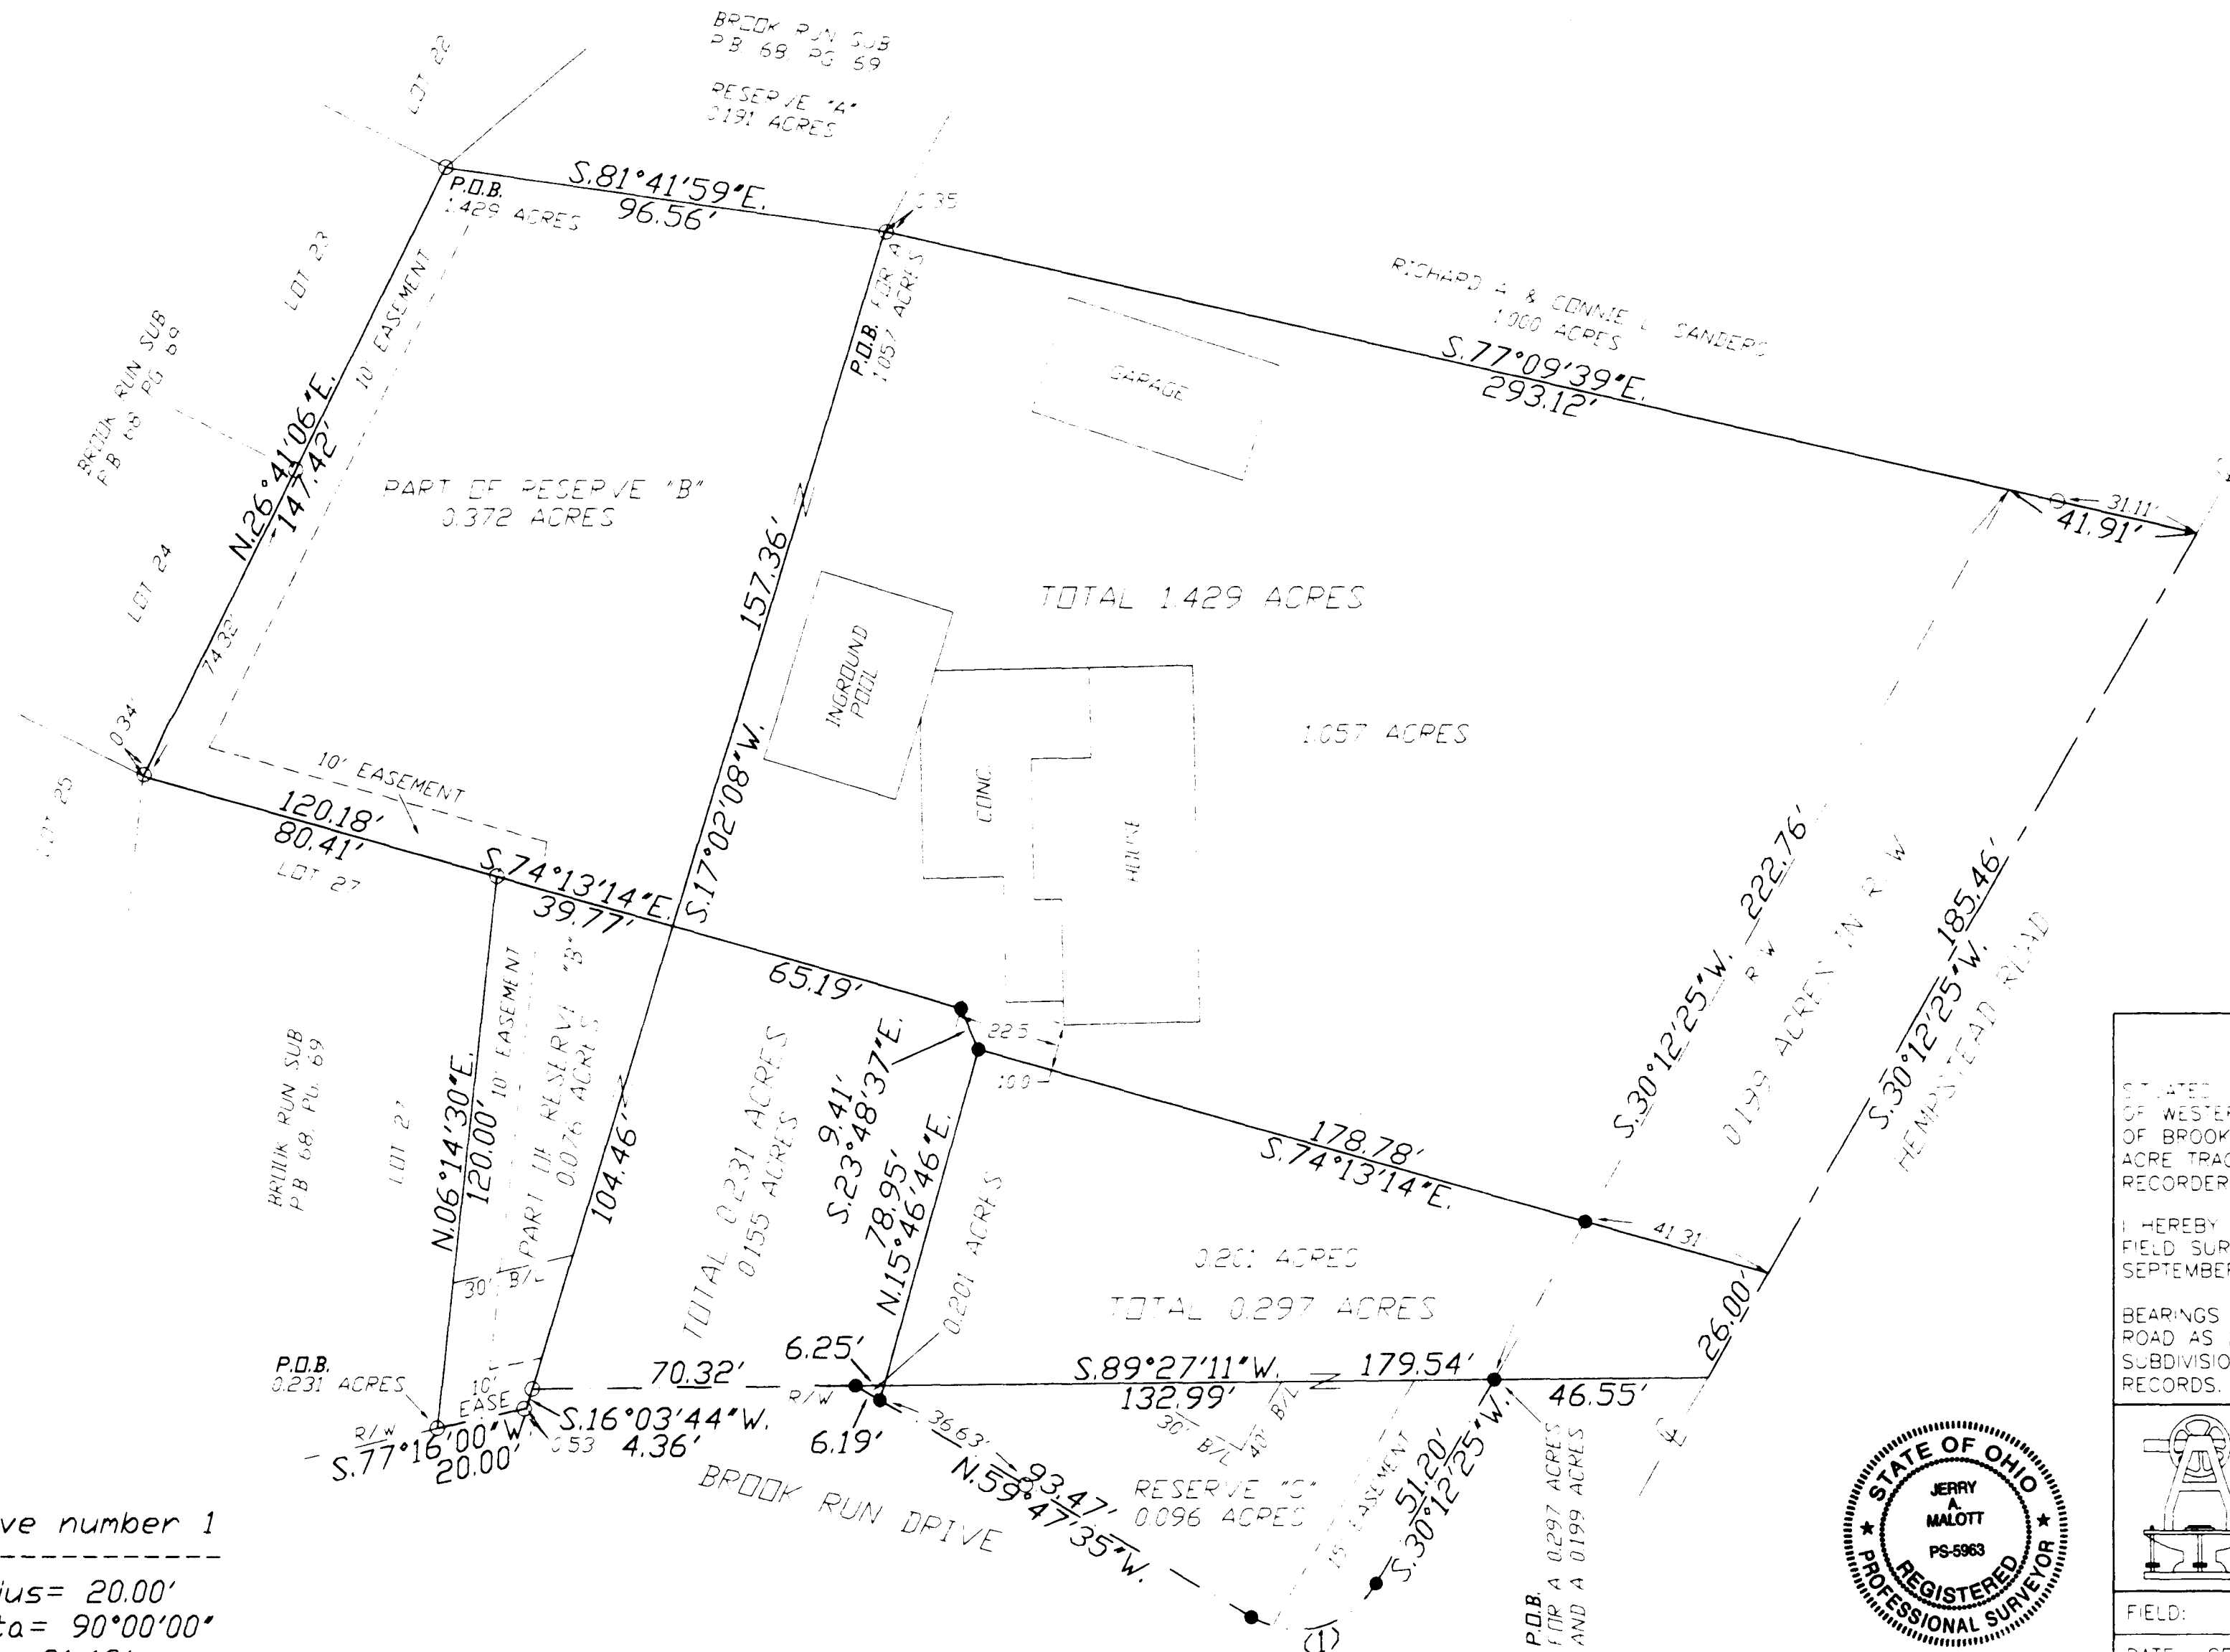 LOT 22
BROOK RUN SUB
P B 68, PG 69
RESERVE "A"
0.191 ACRES
S.81°41'59"E.
96.56'
P.O.B.
1.429 ACRES
0.35
P.O.B. FOR A
1.057 ACRES
RICHARD A & CONNIE L SANDERS
1.000 ACRES
S.77°09'39"E.
293.12'
31.11'
41.91'
LOT 23
10' EASEMENT
BROOK RUN SUB
P B 68 PG 69
N.26°41'06"E.
147.42'
GARAGE
PART OF RESERVE "B"
0.372 ACRES
157.36'
S.17°02'08"W.
TOTAL 1.429 ACRES
LOT 24
74.32'
INGROUND
POOL
1.057 ACRES
0.34'
LOT 25
10' EASEMENT
120.18'
80.41'
LOT 27
S.74°13'14"E.
39.77'
CONC.
HOUSE
65.19'
S.30°12'25"W. 222.76'
R W
0.199 ACRES IN R W
185.46'
S.30°12'25"W.
HEMPSTEAD ROAD
BROOK RUN SUB
P B 68, PG. 69
LOT 27
N.06°14'30"E.
120.00'
10' EASEMENT
PART OF RESERVE "B"
0.076 ACRES
104.46'
TOTAL 0.231 ACRES
0.155 ACRES
9.41'
S.23°48'37"E.
78.95'
N.15°46'46"E.
22.5
10.0
0.201 ACRES
178.78'
S.74°13'14"E.
41.31'
0.201 ACRES
TOTAL 0.297 ACRES
26.00'
30' B/L
P.O.B.
0.231 ACRES
10'
EASE
R/W
S.77°16'00"W.
20.00'
0.53
S.16°03'44"W.
4.36'
70.32'
R/W
6.25'
6.19'
S.89°27'11"W. 179.54'
132.99'
46.55'
30' B/L
40' B/L
36.63'
93.47'
N.59°47'35"W.
BROOK RUN DRIVE
RESERVE "C"
0.096 ACRES
15' EASEMENT
51.20'
S.30°12'25"W.
P.O.B.
FOR A 0.297 ACRES
AND A 0.199 ACRES
(1)
ve number 1
ius= 20.00'
ta= 90°00'00"
STATE OF OHIO
JERRY
A.
MALOTT
PS-5963
REGISTERED
PROFESSIONAL SURVEYOR
SITUATED
OF WESTER
OF BROOK
ACRE TRAC
RECORDER
I HEREBY
FIELD SUR
SEPTEMBER
BEARINGS
ROAD AS
SUBDIVISIO
RECORDS.
FIELD: